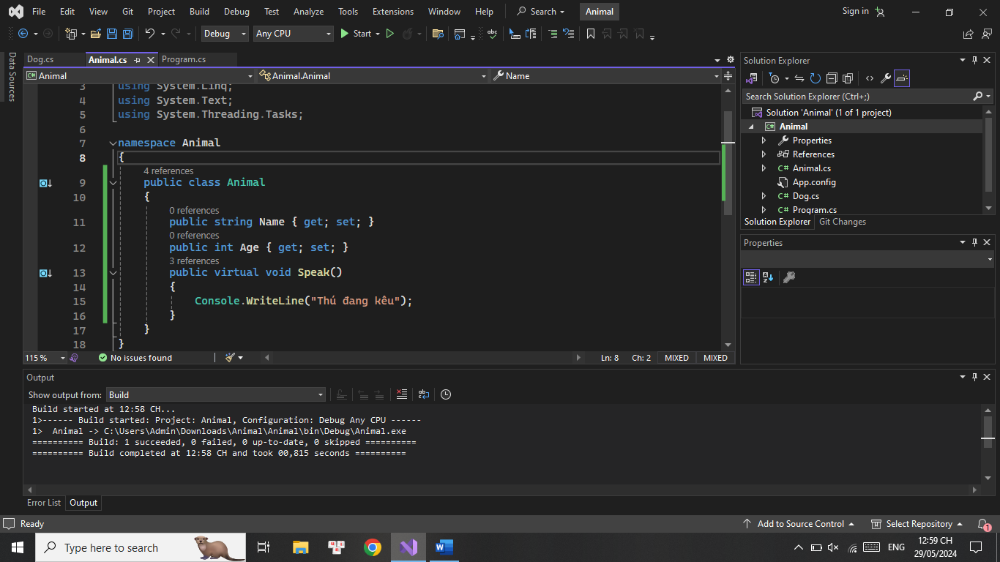 File Edit View Git Project Build Debug Test Analyze Tools Extensions Window Help Search Animal Sign in
Debug Any CPU Start
Data Sources
Dog.cs Animal.cs Program.cs
Animal Animal.Animal Name
3 using System.Linq;
4 using System.Text;
5 using System.Threading.Tasks;
6
7 namespace Animal
8 {
4 references
9 public class Animal
10 {
0 references
11 public string Name { get; set; }
0 references
12 public int Age { get; set; }
3 references
13 public virtual void Speak()
14 {
15 Console.WriteLine("Thú đang kêu");
16 }
17 }
18 }
115 % No issues found Ln: 8 Ch: 2 MIXED MIXED
Solution Explorer
Search Solution Explorer (Ctrl+;)
Solution 'Animal' (1 of 1 project)
Animal
Properties
References
Animal.cs
App.config
Dog.cs
Program.cs
Solution Explorer Git Changes
Properties
Output
Show output from: Build
Build started at 12:58 CH...
1>------ Build started: Project: Animal, Configuration: Debug Any CPU ------
1>  Animal -> C:\Users\Admin\Downloads\Animal\Animal\bin\Debug\Animal.exe
========== Build: 1 succeeded, 0 failed, 0 up-to-date, 0 skipped ==========
========== Build completed at 12:58 CH and took 00,815 seconds ==========
Error List Output
Ready Add to Source Control Select Repository 1
Type here to search ENG 12:59 CH
29/05/2024